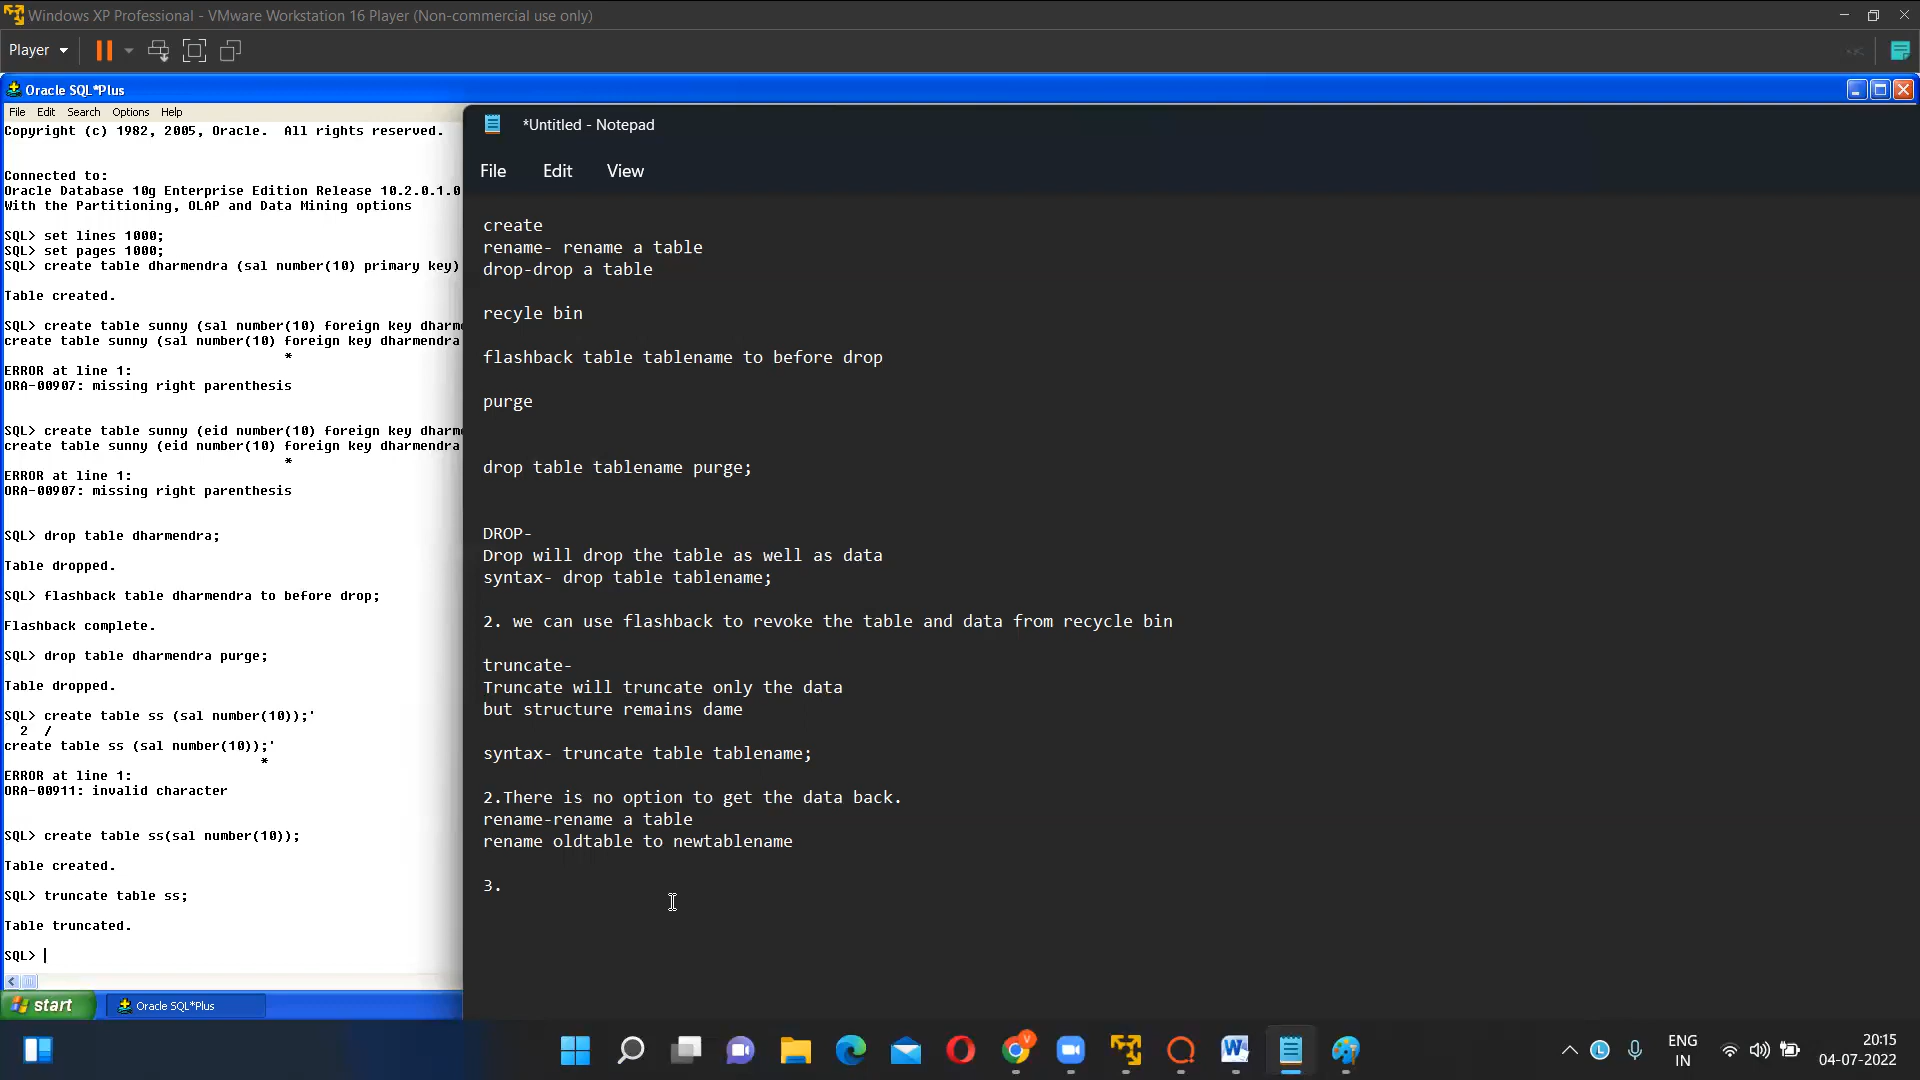 Windows XP Professional - VMware Workstation 16 Player (Non-commercial use only)
Player
Oracle SQL*Plus
File Edit Search Options Help
Copyright (c) 1982, 2005, Oracle.  All rights reserved.
Connected to:
Oracle Database 10g Enterprise Edition Release 10.2.0.1.0
With the Partitioning, OLAP and Data Mining options
SQL> set lines 1000;
SQL> set pages 1000;
SQL> create table dharmendra (sal number(10) primary key)
Table created.
SQL> create table sunny (sal number(10) foreign key dharm
create table sunny (sal number(10) foreign key dharmendra
*
ERROR at line 1:
ORA-00907: missing right parenthesis
SQL> create table sunny (eid number(10) foreign key dharm
create table sunny (eid number(10) foreign key dharmendra
*
ERROR at line 1:
ORA-00907: missing right parenthesis
SQL> drop table dharmendra;
Table dropped.
SQL> flashback table dharmendra to before drop;
Flashback complete.
SQL> drop table dharmendra purge;
Table dropped.
SQL> create table ss (sal number(10));'
2  /
create table ss (sal number(10));'
*
ERROR at line 1:
ORA-00911: invalid character
SQL> create table ss(sal number(10));
Table created.
SQL> truncate table ss;
Table truncated.
SQL>
start
Oracle SQL*Plus
*Untitled - Notepad
File Edit View
create
rename- rename a table
drop-drop a table
recyle bin
flashback table tablename to before drop
purge
drop table tablename purge;
DROP-
Drop will drop the table as well as data
syntax- drop table tablename;
2. we can use flashback to revoke the table and data from recycle bin
truncate-
Truncate will truncate only the data
but structure remains dame
syntax- truncate table tablename;
2.There is no option to get the data back.
rename-rename a table
rename oldtable to newtablename
3.
ENG
IN
20:15
04-07-2022